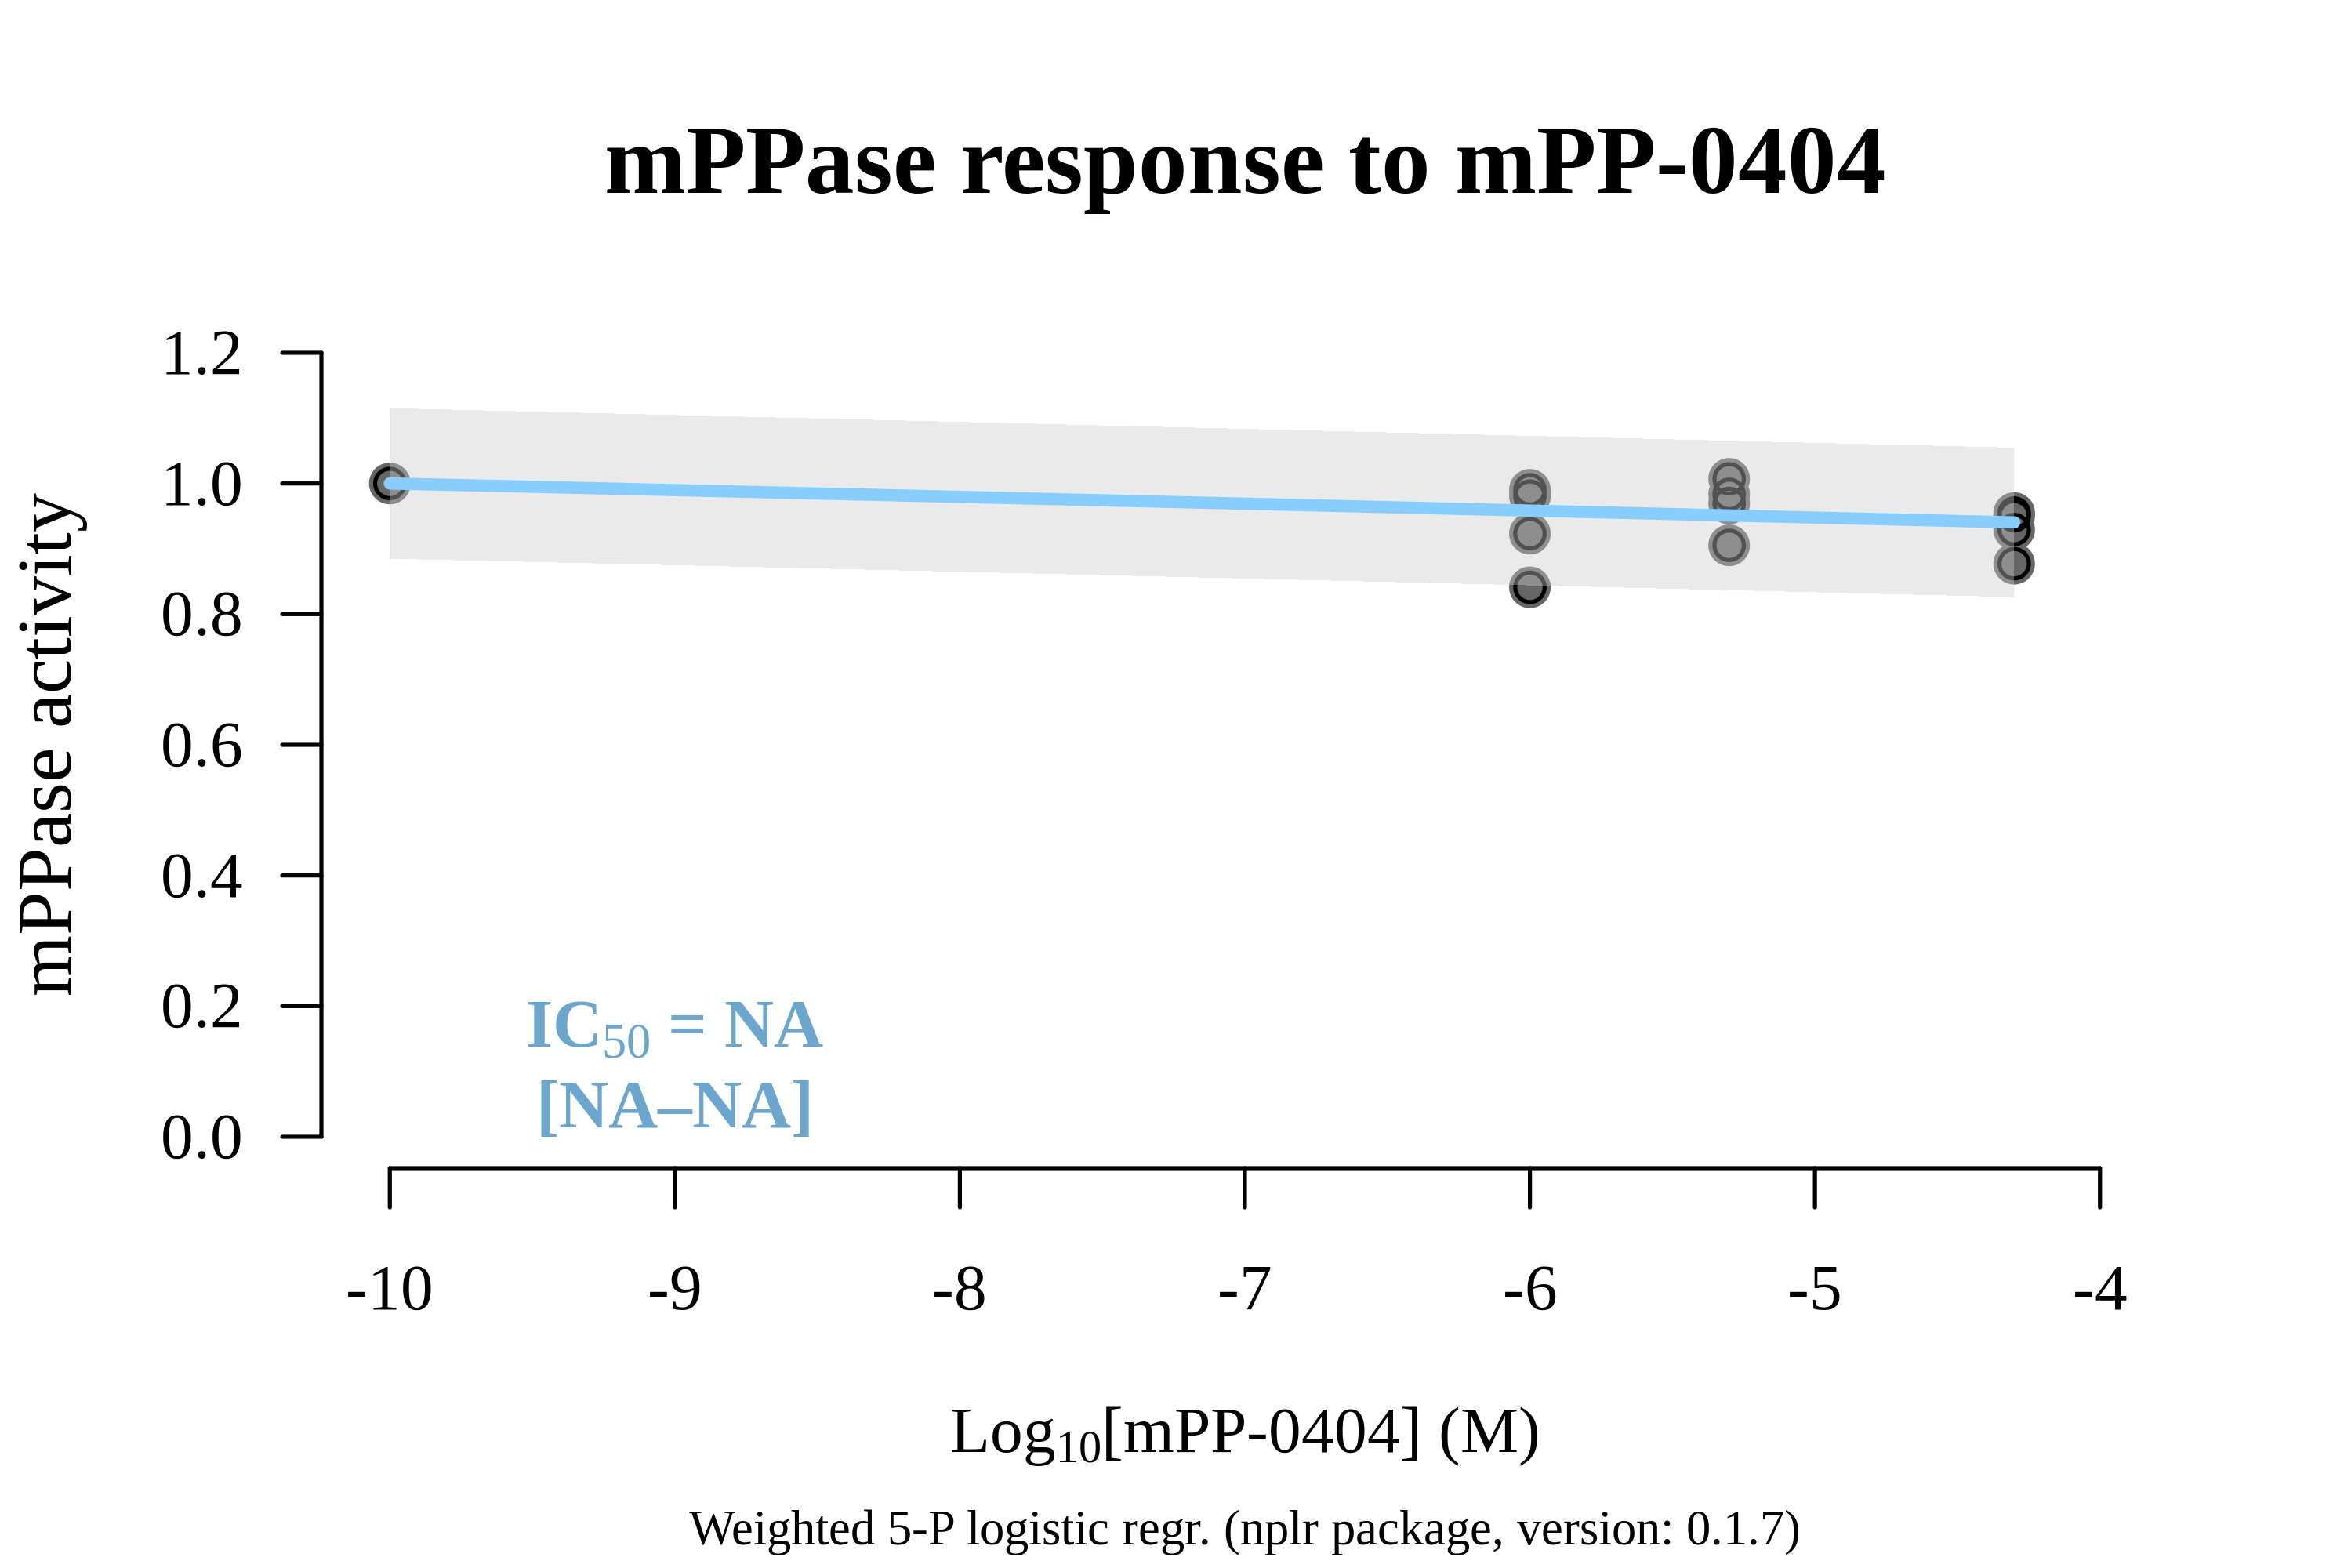 mPPase response to mPP-0404
mPPase activity
1.2
1.0
0.8
0.6
0.4
0.2
0.0
IC50 = NA
[NA–NA]
-10 -9 -8 -7 -6 -5 -4
Log10[mPP-0404] (M)
Weighted 5-P logistic regr. (nplr package, version: 0.1.7)